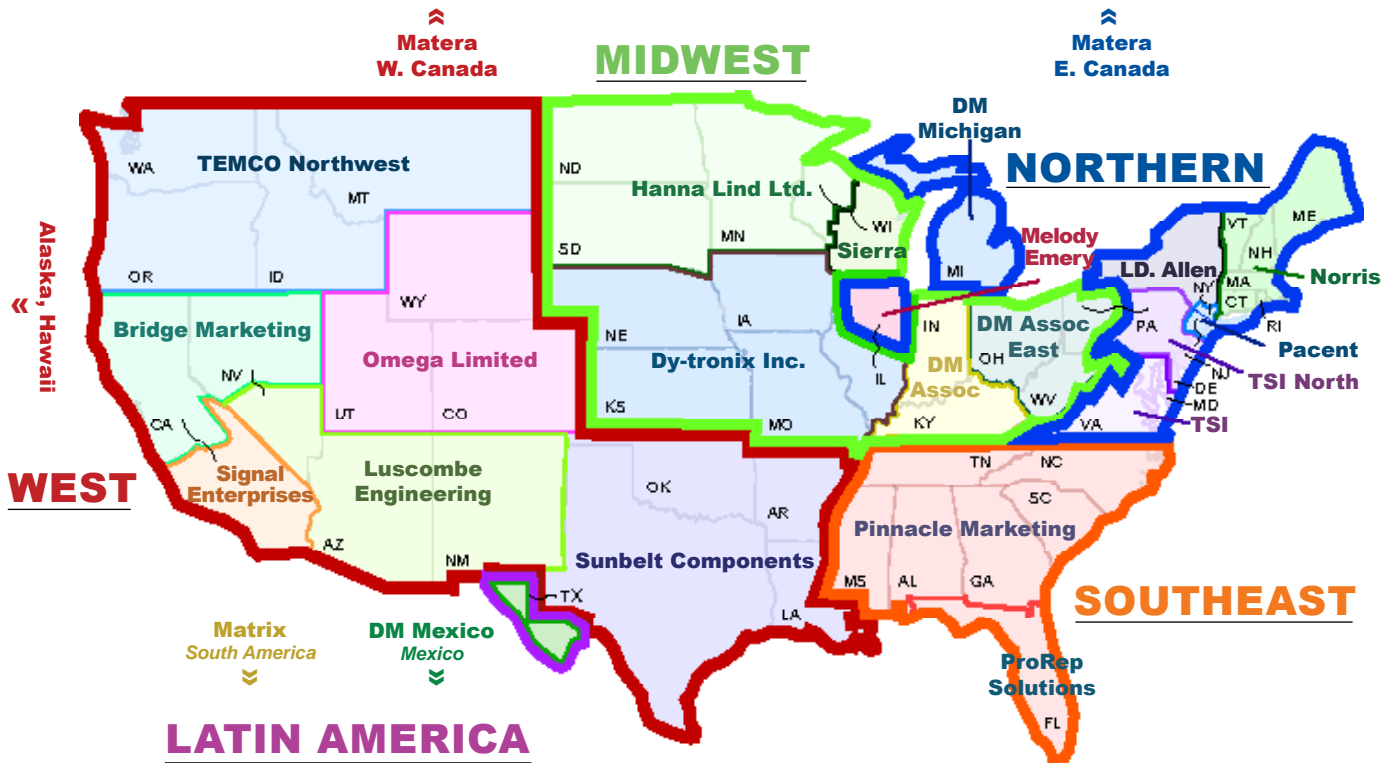 Matera
W. Canada
MIDWEST
Matera
E. Canada
DM
Michigan
NORTHERN
WA
TEMCO Northwest
MT
OR
ID
ND
Hanna Lind Ltd.
SD
MN
WI
Sierra
MI
Melody
Emery
VT
ME
NH
LD. Allen
NY
MA
CT
RI
Norris
Alaska, Hawaii
Bridge Marketing
NV
CA
WY
Omega Limited
UT
CO
NE
IA
Dy-tronix Inc.
KS
MO
IL
IN
DM
Assoc
KY
DM Assoc
East
OH
WV
PA
Pacent
NJ
TSI North
DE
MD
TSI
VA
WEST
Signal
Enterprises
Luscombe
Engineering
AZ
NM
OK
AR
Sunbelt Components
TX
LA
TN
NC
SC
Pinnacle Marketing
MS
AL
GA
SOUTHEAST
ProRep
Solutions
FL
Matrix
South America
DM Mexico
Mexico
LATIN AMERICA